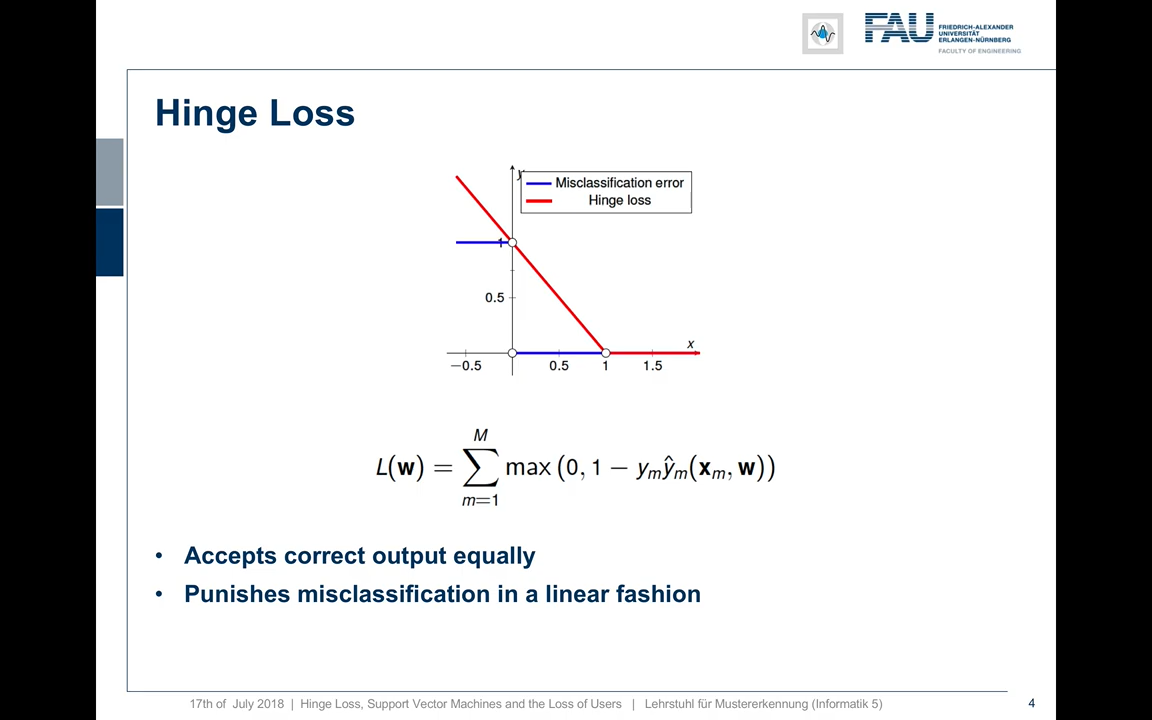 FAU
FRIEDRICH-ALEXANDER
UNIVERSITÄT
ERLANGEN-NÜRNBERG
FACULTY OF ENGINEERING
Hinge Loss
y
Misclassification error
Hinge loss
1
0.5
x
−0.5 0.5 1 1.5
L(w) = ∑_{m=1}^{M} max (0, 1 − y_m ŷ_m(x_m, w))
• Accepts correct output equally
• Punishes misclassification in a linear fashion
17th of July 2018 | Hinge Loss, Support Vector Machines and the Loss of Users | Lehrstuhl für Mustererkennung (Informatik 5) 4